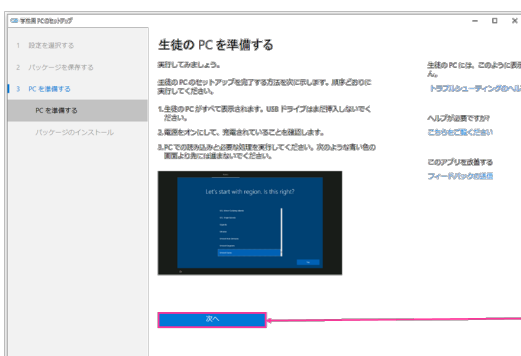 学校用 PCのセットアップ
1 設定を選択する
2 パッケージを保存する
3 PC を準備する
PC を準備する
パッケージのインストール
生徒の PC を準備する
実行してみましょう。
生徒の PC のセットアップを完了する方法を次に示します。順序どおりに
実行してください。
1.生徒の PC がすべて表示されます。USB ドライブはまだ挿入しないでく
ださい。
2.電源をオンにして、充電されていることを確認します。
3.PC での読み込みと必要な処理を実行してください。次のような青い色の
画面より先には進まないでください。
Let's start with region. Is this right?
次へ
生徒の PC には、このように表示
ん。
トラブルシューティングのヘル
ヘルプが必要ですか?
こちらをご覧ください
このアプリを改善する
フィードバックの送信